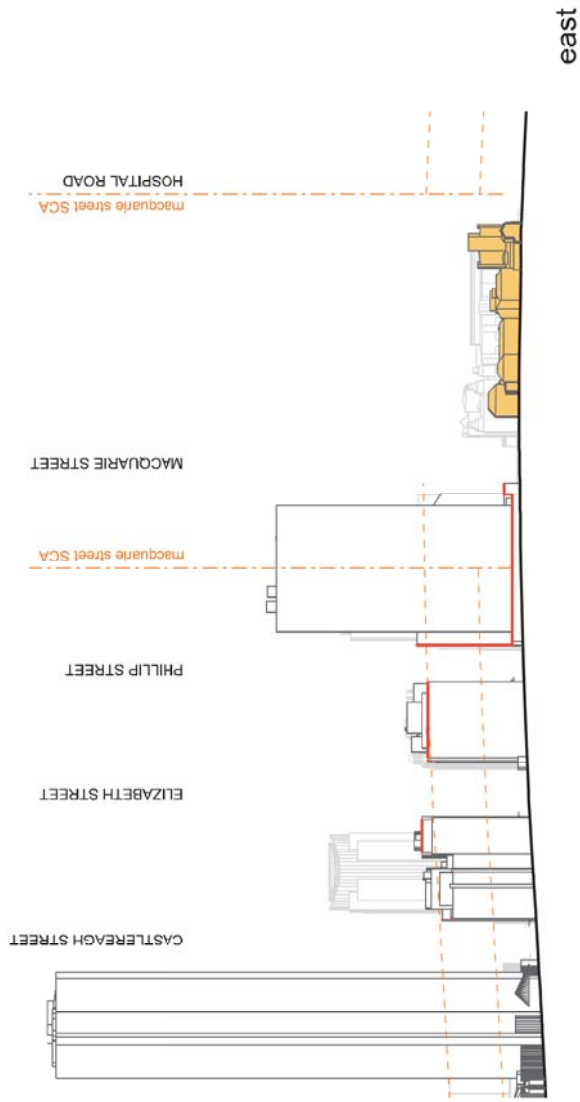 east
HOSPITAL ROAD
macquarie street SCA
MACQUARIE STREET
macquarie street SCA
PHILLIP STREET
ELIZABETH STREET
CASTLEREAGH STREET